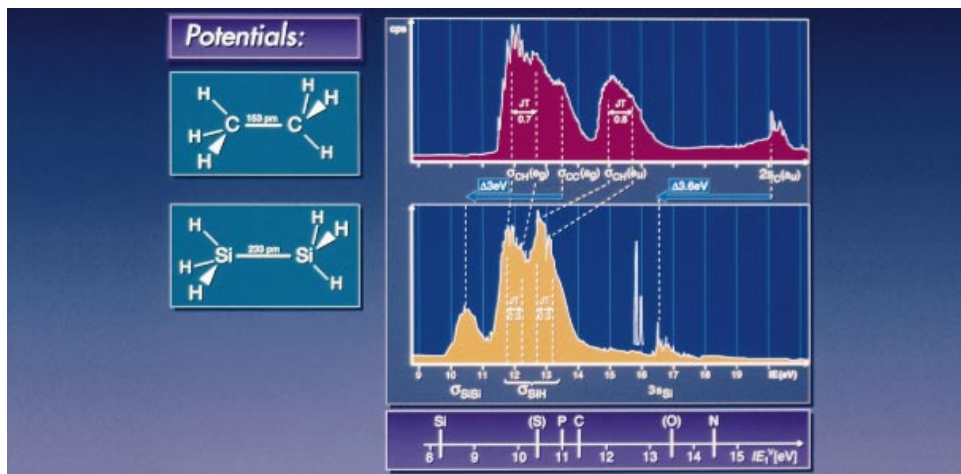 Potentials:
cps
H
H
H
C
153 pm
C
H
H
H
JT
0.7
JT
0.8
σCH(eg)
σCC(ag)
σCH(eu)
2sC(au)
Δ3eV
Δ3.6eV
H
H
H
Si
233 pm
Si
H
H
H
JT
JT
9 10 11 12 13 14 15 16 17 18 19 IE(eV)
σSiSi
σSiH
3sSi
Si (S) P C (O) N
8 9 10 11 12 13 14 15 IE1v[eV]